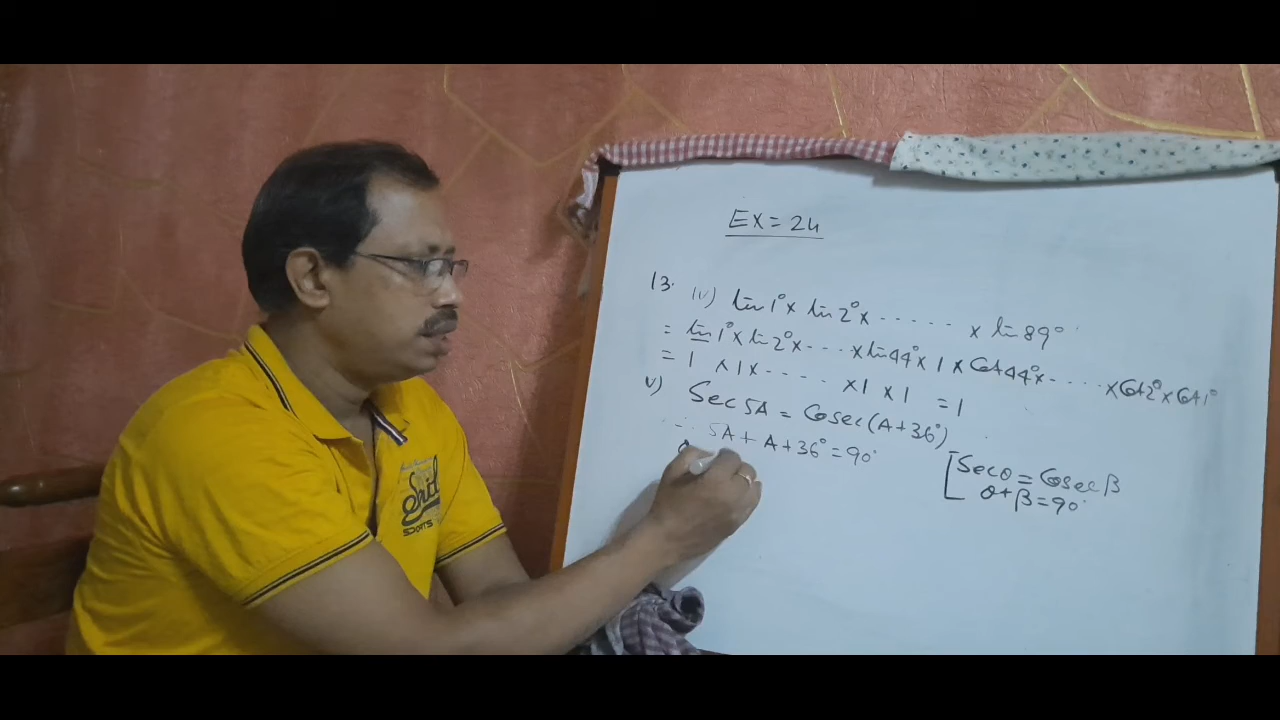 EX = 24
13. iv) tan 1° x tan 2° x ...... x tan 89°
= tan 1° x tan 2° x .... x tan 44° x 1 x Cot 44° x ..... x Cot 2° x Cot 1°
= 1 x 1 x ...... x 1 x 1 = 1
v) Sec 5A = Cosec (A + 36°)
∴ 5A + A + 36° = 90°
[Sec θ = Cosec β
θ + β = 90°
SPORTS